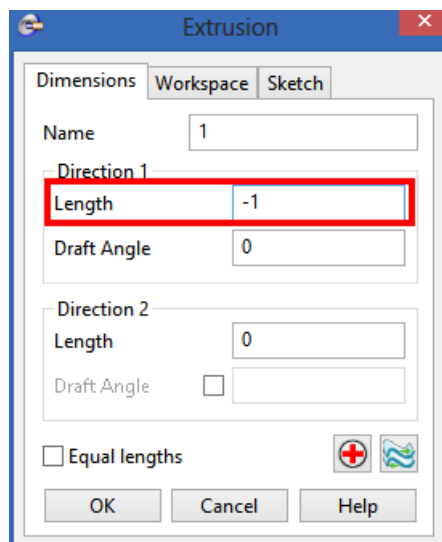 Extrusion
Dimensions Workspace Sketch
Name 1
Direction 1
Length -1
Draft Angle 0
Direction 2
Length 0
Draft Angle
Equal lengths
OK Cancel Help